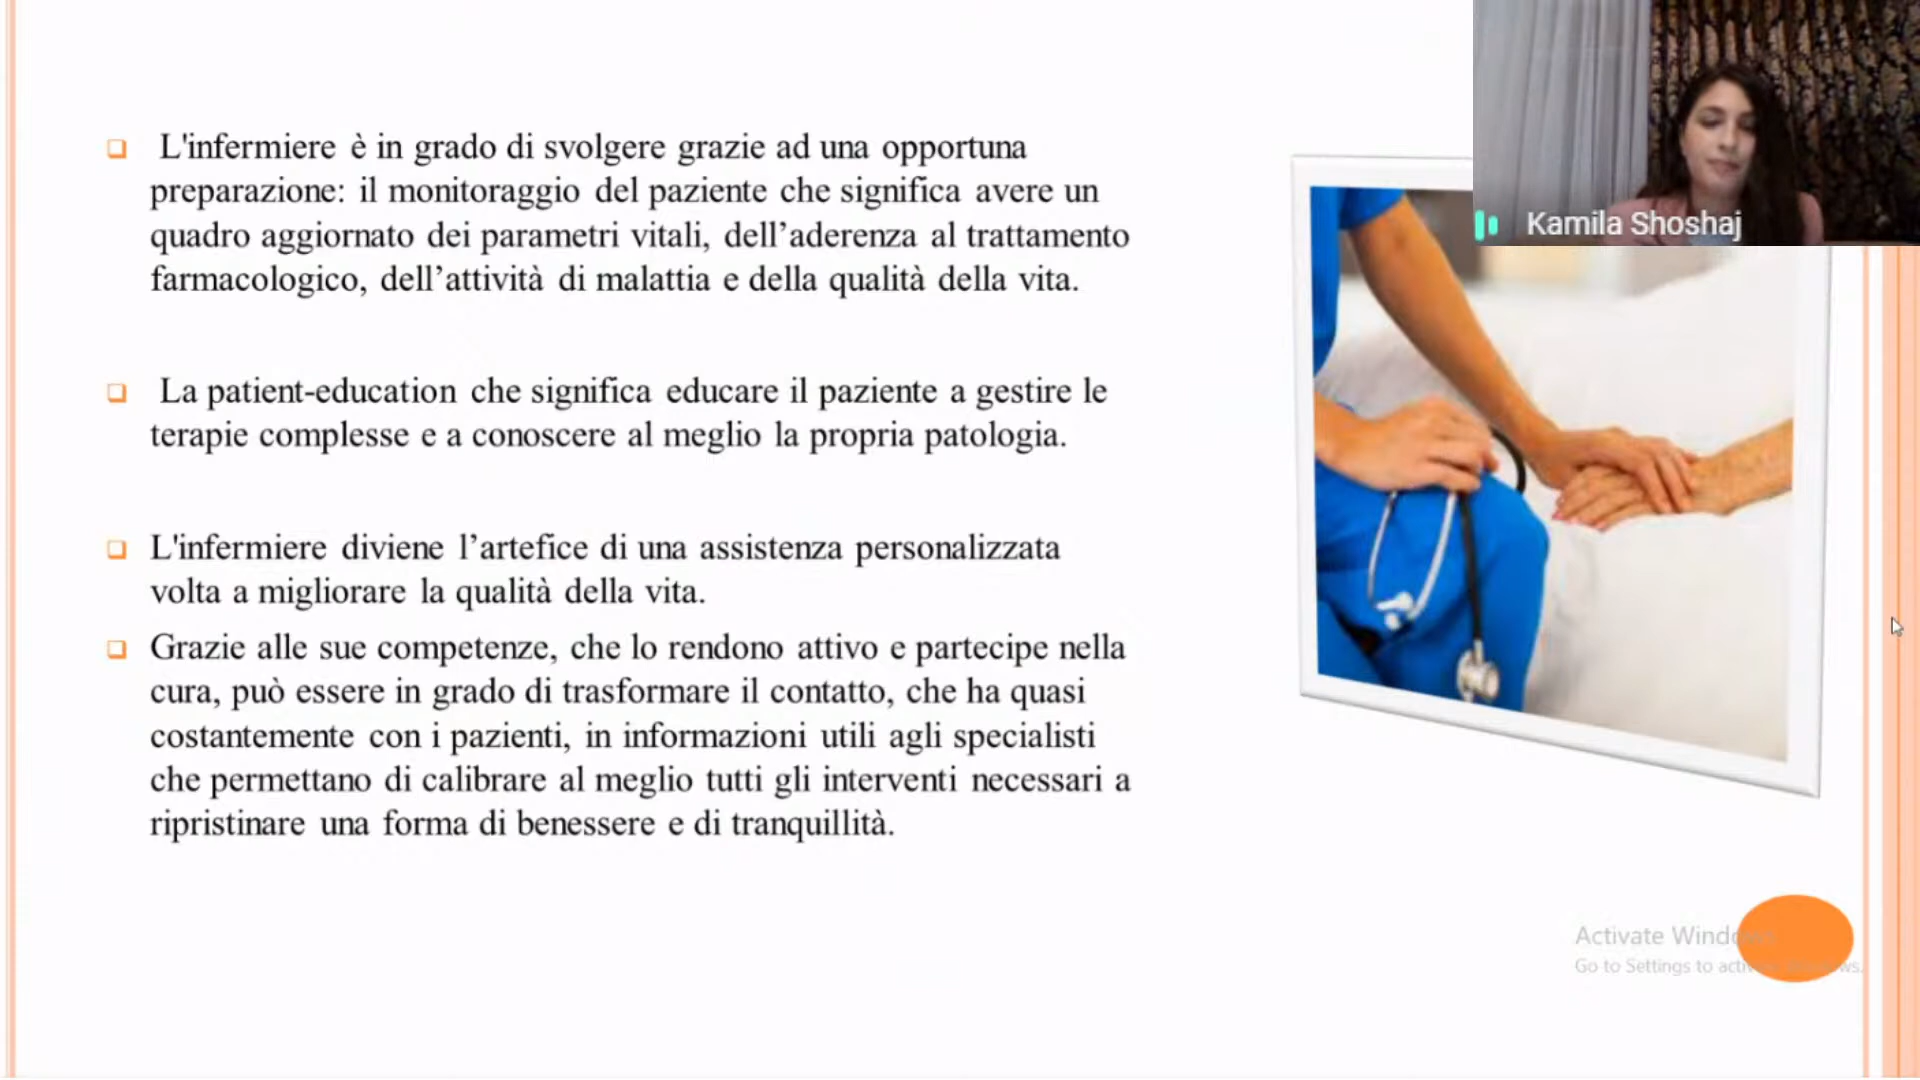 L'infermiere è in grado di svolgere grazie ad una opportuna
preparazione: il monitoraggio del paziente che significa avere un
quadro aggiornato dei parametri vitali, dell’aderenza al trattamento
farmacologico, dell’attività di malattia e della qualità della vita.
La patient-education che significa educare il paziente a gestire le
terapie complesse e a conoscere al meglio la propria patologia.
L'infermiere diviene l’artefice di una assistenza personalizzata
volta a migliorare la qualità della vita.
Grazie alle sue competenze, che lo rendono attivo e partecipe nella
cura, può essere in grado di trasformare il contatto, che ha quasi
costantemente con i pazienti, in informazioni utili agli specialisti
che permettano di calibrare al meglio tutti gli interventi necessari a
ripristinare una forma di benessere e di tranquillità.
Kamila Shoshaj
Activate Windows
Go to Settings to activate Windows.